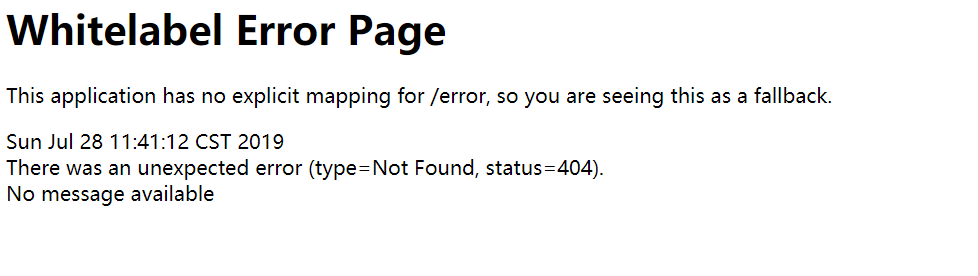 Whitelabel Error Page
This application has no explicit mapping for /error, so you are seeing this as a fallback.
Sun Jul 28 11:41:12 CST 2019
There was an unexpected error (type=Not Found, status=404).
No message available